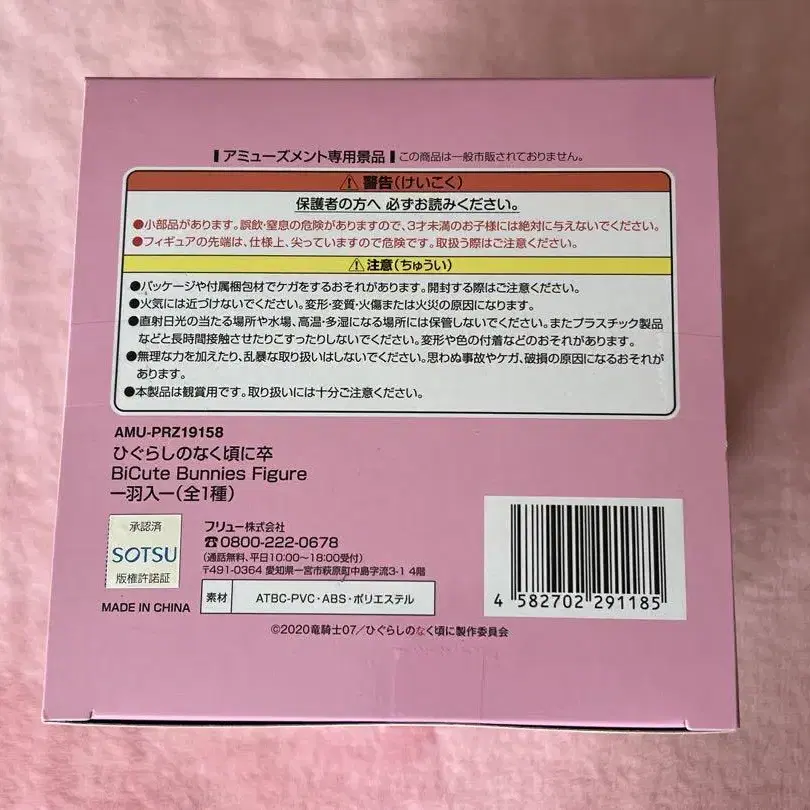 アミューズメント専用景品 この商品は一般市販されておりません。
⚠警告(けいこく)
保護者の方へ 必ずお読みください。
●小部品があります。誤飲・窒息の危険がありますので、3才未満のお子様には絶対に与えないでください。
●フィギュアの先端は、仕様上、尖っていますので危険です。取扱う際はご注意ください。
⚠注意(ちゅうい)
●パッケージや付属梱包材でケガをするおそれがあります。開封する際はご注意ください。
●火気には近づけないでください。変形・変質・火傷または火災の原因になります。
●直射日光の当たる場所や水場、高温・多湿になる場所には保管しないでください。またプラスチック製品
などと長時間接触させたりこすったりしないでください。変形や色の付着などのおそれがあります。
●無理な力を加えたり、乱暴な取り扱いはしないでください。思わぬ事故やケガ、破損の原因になるおそれが
あります。
●本製品は観賞用です。取り扱いには十分ご注意ください。
AMU-PRZ19158
ひぐらしのなく頃に卒
BiCute Bunnies Figure
ー羽入ー(全1種)
承認済
SOTSU
版権許諾証
フリュー株式会社
☎0800-222-0678
(通話無料、平日10:00～18:00受付)
〒491-0364 愛知県一宮市萩原町中島字流3-1 4階
MADE IN CHINA
素材 ATBC-PVC・ABS・ポリエステル
4 582702 291185
©2020竜騎士07/ひぐらしのなく頃に製作委員会